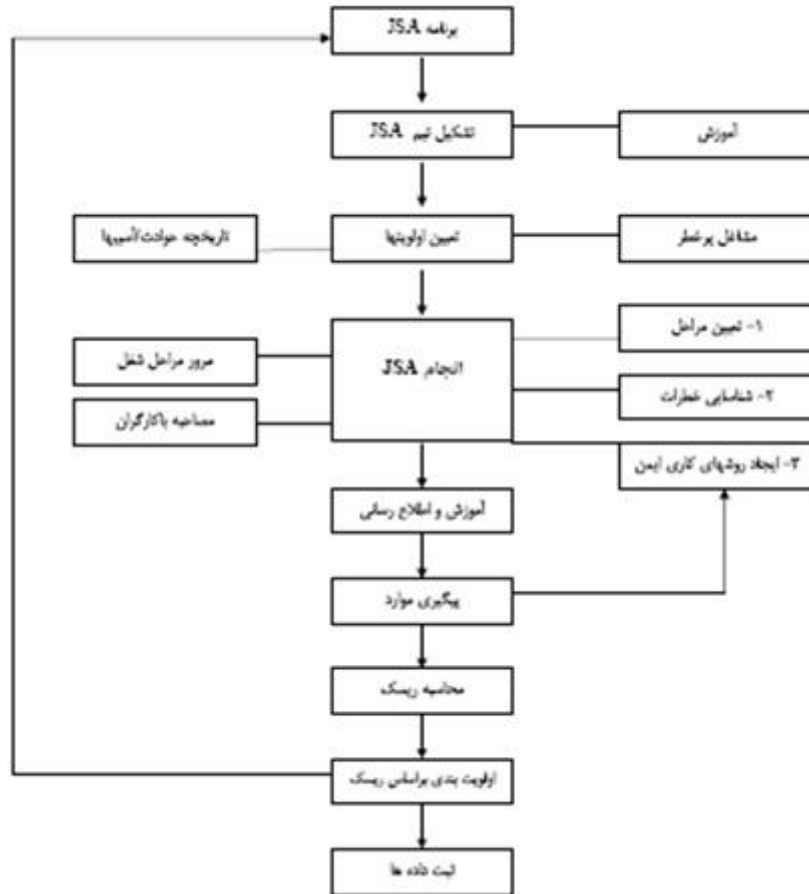 برنامه JSA
تشکیل تیم JSA
آموزش
تعیین اولویتها
مشاغل پرخطر
تاریخچه حوادث/آسیبها
انجام JSA
۱- تعیین مراحل
۲- شناسایی خطرات
۳- ایجاد روشهای کاری ایمن
مرور مراحل شغل
مصاحبه باکارگران
آموزش و اطلاع رسانی
پیگیری موارد
محاسبه ریسک
اولویت بندی براساس ریسک
ثبت داده ها